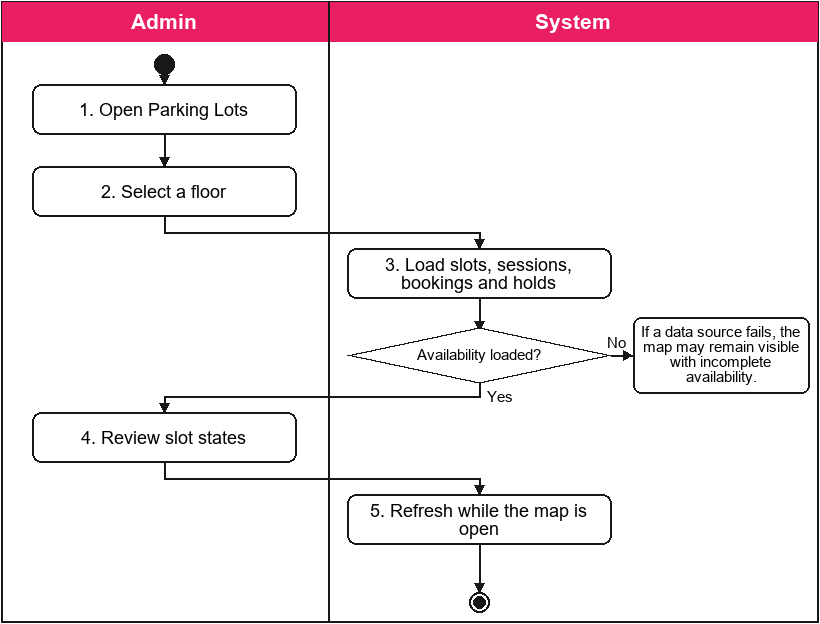 Admin
System
1. Open Parking Lots
2. Select a floor
3. Load slots, sessions,
bookings and holds
Availability loaded?
No
If a data source fails, the
map may remain visible
with incomplete
availability.
Yes
4. Review slot states
5. Refresh while the map is
open